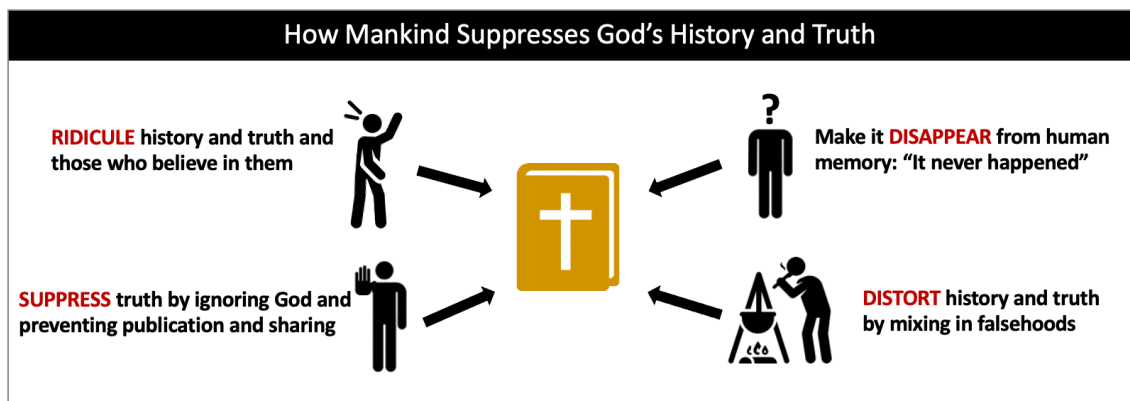 How Mankind Suppresses God's History and Truth
RIDICULE history and truth and
those who believe in them
?
Make it DISAPPEAR from human
memory: “It never happened”
SUPPRESS truth by ignoring God and
preventing publication and sharing
DISTORT history and truth
by mixing in falsehoods